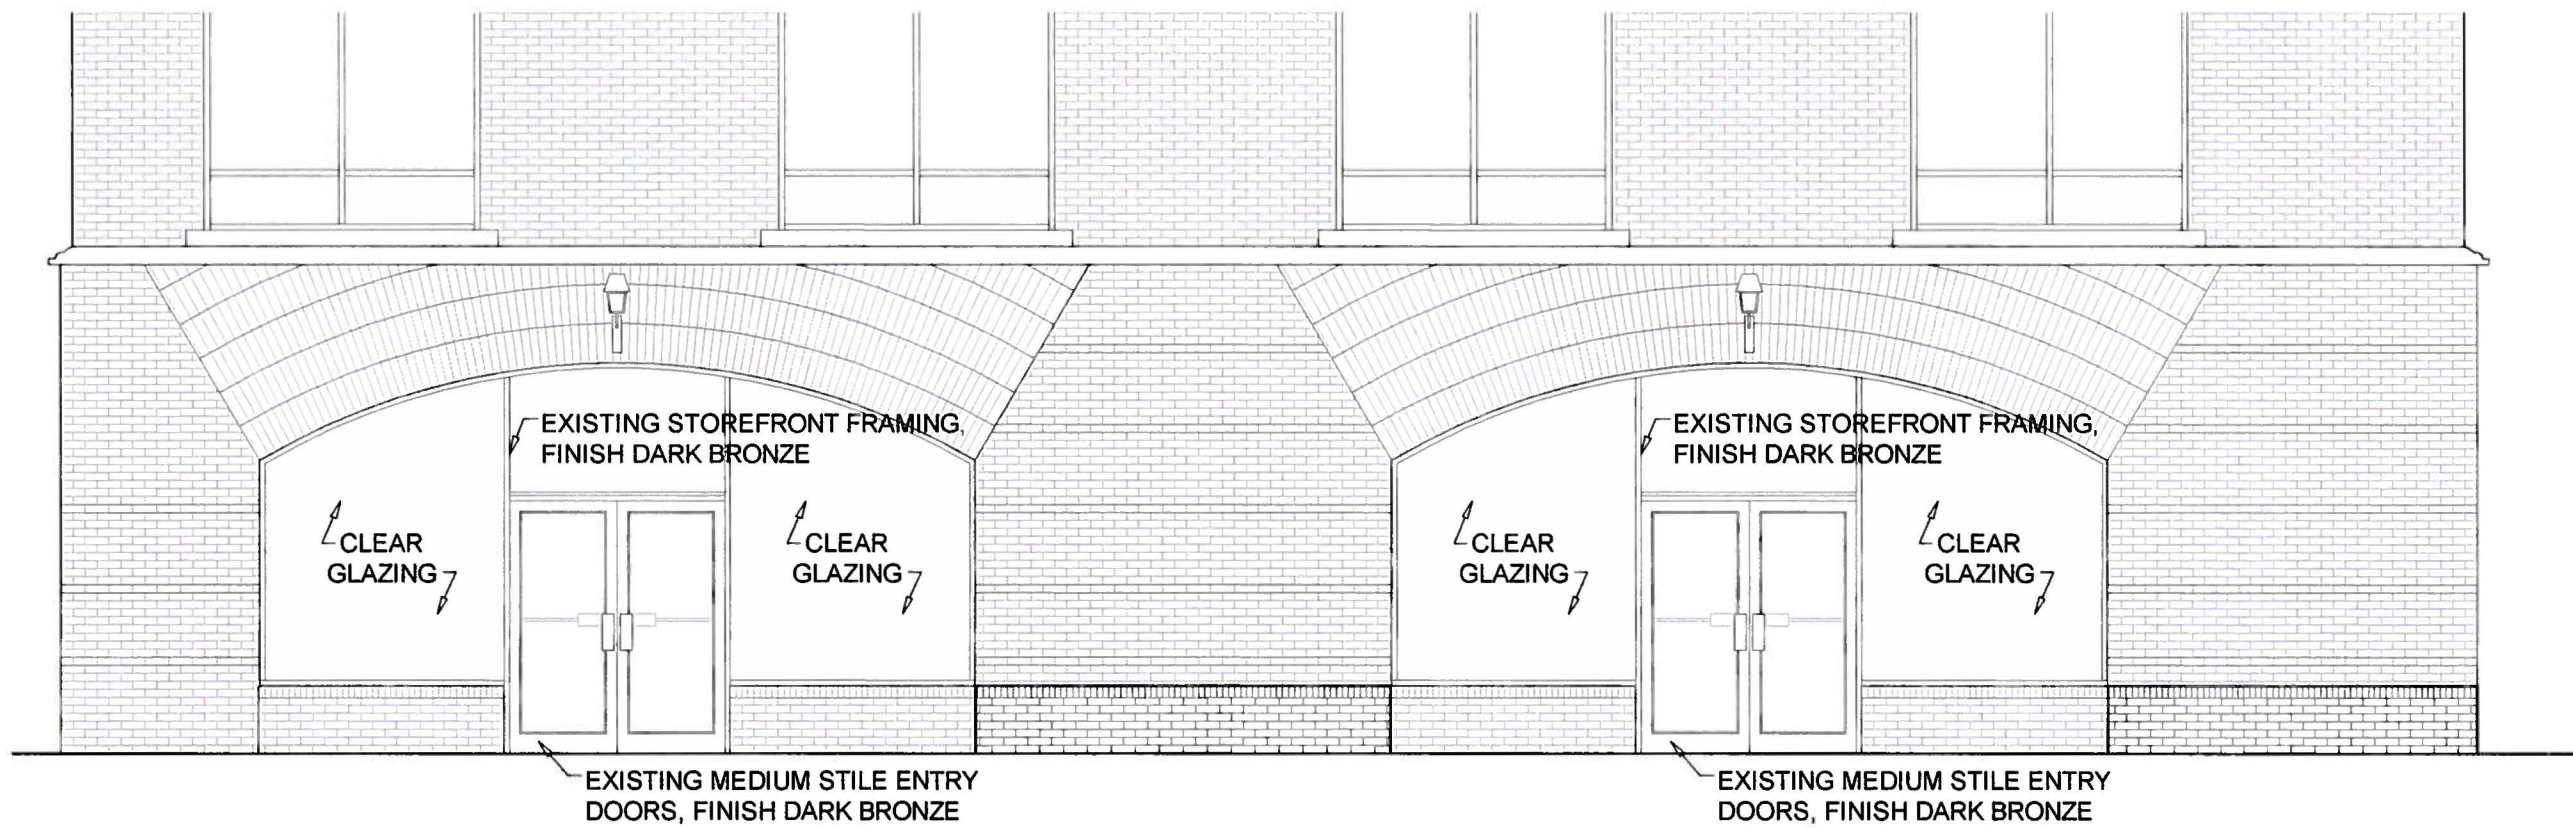 EXISTING STOREFRONT FRAMING,
FINISH DARK BRONZE
EXISTING STOREFRONT FRAMING,
FINISH DARK BRONZE
CLEAR
GLAZING
CLEAR
GLAZING
CLEAR
GLAZING
CLEAR
GLAZING
EXISTING MEDIUM STILE ENTRY
DOORS, FINISH DARK BRONZE
EXISTING MEDIUM STILE ENTRY
DOORS, FINISH DARK BRONZE